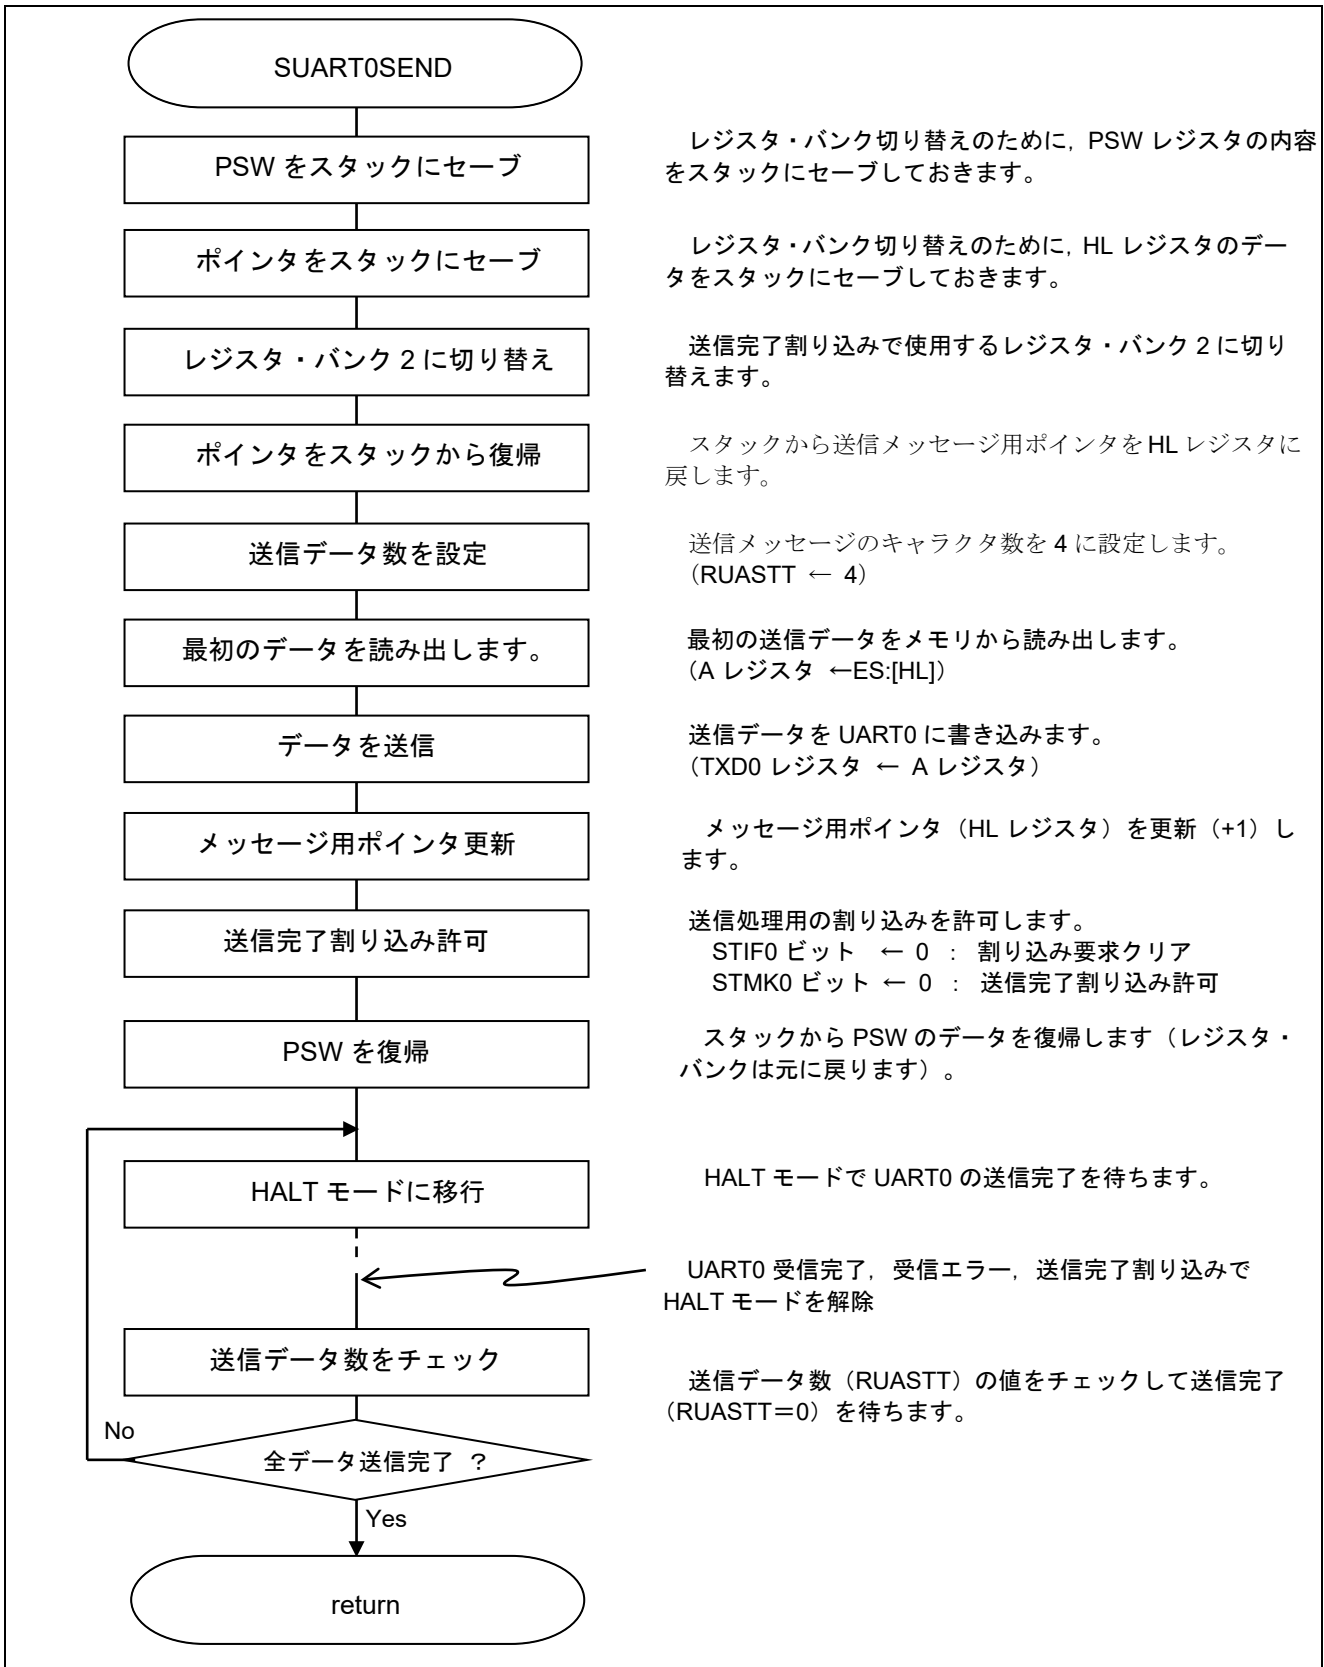 SUART0SEND
PSW をスタックにセーブ
レジスタ・バンク切り替えのために，PSW レジスタの内容
をスタックにセーブしておきます。
ポインタをスタックにセーブ
レジスタ・バンク切り替えのために，HL レジスタのデー
タをスタックにセーブしておきます。
レジスタ・バンク 2 に切り替え
送信完了割り込みで使用するレジスタ・バンク 2 に切り
替えます。
ポインタをスタックから復帰
スタックから送信メッセージ用ポインタを HL レジスタに
戻します。
送信データ数を設定
送信メッセージのキャラクタ数を 4 に設定します。
（RUASTT ← 4）
最初のデータを読み出します。
最初の送信データをメモリから読み出します。
（A レジスタ ←ES:[HL]）
データを送信
送信データを UART0 に書き込みます。
（TXD0 レジスタ ← A レジスタ）
メッセージ用ポインタ更新
メッセージ用ポインタ（HL レジスタ）を更新（+1）し
ます。
送信完了割り込み許可
送信処理用の割り込みを許可します。
STIF0 ビット ← 0 ： 割り込み要求クリア
STMK0 ビット ← 0 ： 送信完了割り込み許可
PSW を復帰
スタックから PSW のデータを復帰します（レジスタ・
バンクは元に戻ります）。
HALT モードに移行
HALT モードで UART0 の送信完了を待ちます。
UART0 受信完了，受信エラー，送信完了割り込みで
HALT モードを解除
送信データ数をチェック
送信データ数（RUASTT）の値をチェックして送信完了
（RUASTT＝0）を待ちます。
No
全データ送信完了 ？
Yes
return